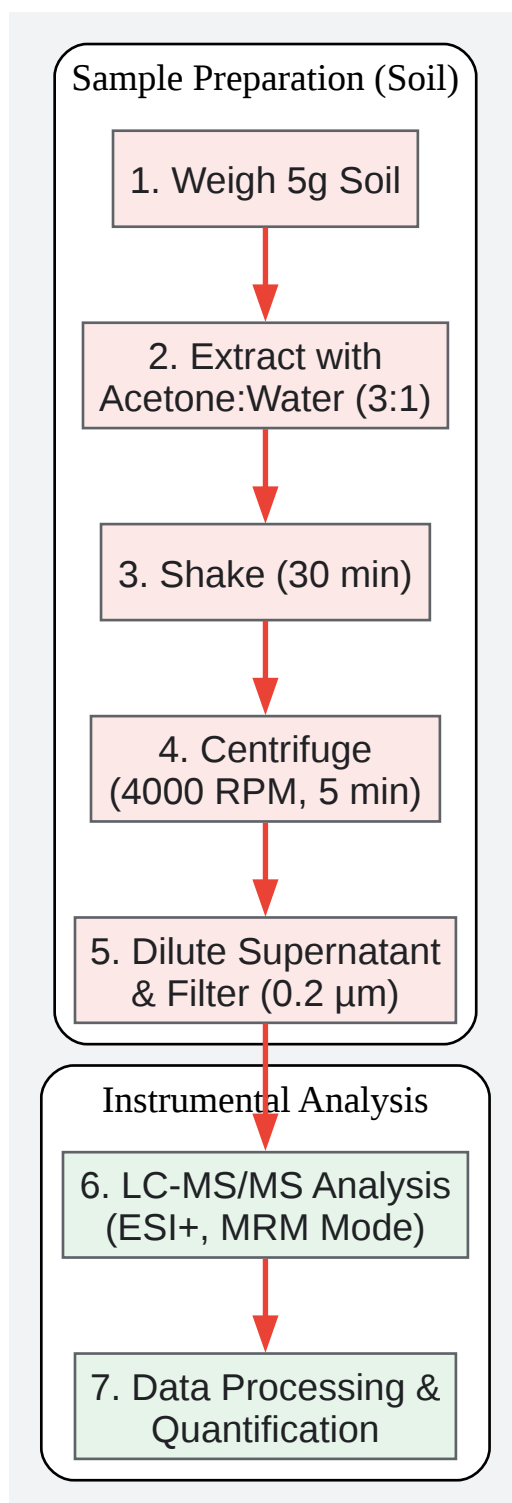 Sample Preparation (Soil)
1. Weigh 5g Soil
2. Extract with
Acetone:Water (3:1)
3. Shake (30 min)
4. Centrifuge
(4000 RPM, 5 min)
5. Dilute Supernatant
& Filter (0.2 µm)
Instrumental Analysis
6. LC-MS/MS Analysis
(ESI+, MRM Mode)
7. Data Processing &
Quantification